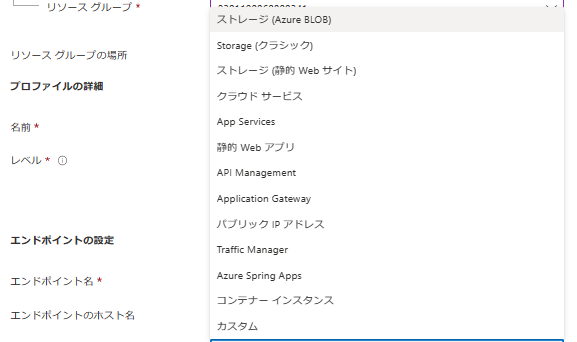 リソース グループ *
ストレージ (Azure BLOB)
Storage (クラシック)
リソース グループの場所
ストレージ (静的 Web サイト)
プロファイルの詳細
クラウド サービス
名前 *
App Services
静的 Web アプリ
レベル *
API Management
Application Gateway
パブリック IP アドレス
エンドポイントの設定
Traffic Manager
エンドポイント名 *
Azure Spring Apps
コンテナー インスタンス
エンドポイントのホスト名
カスタム